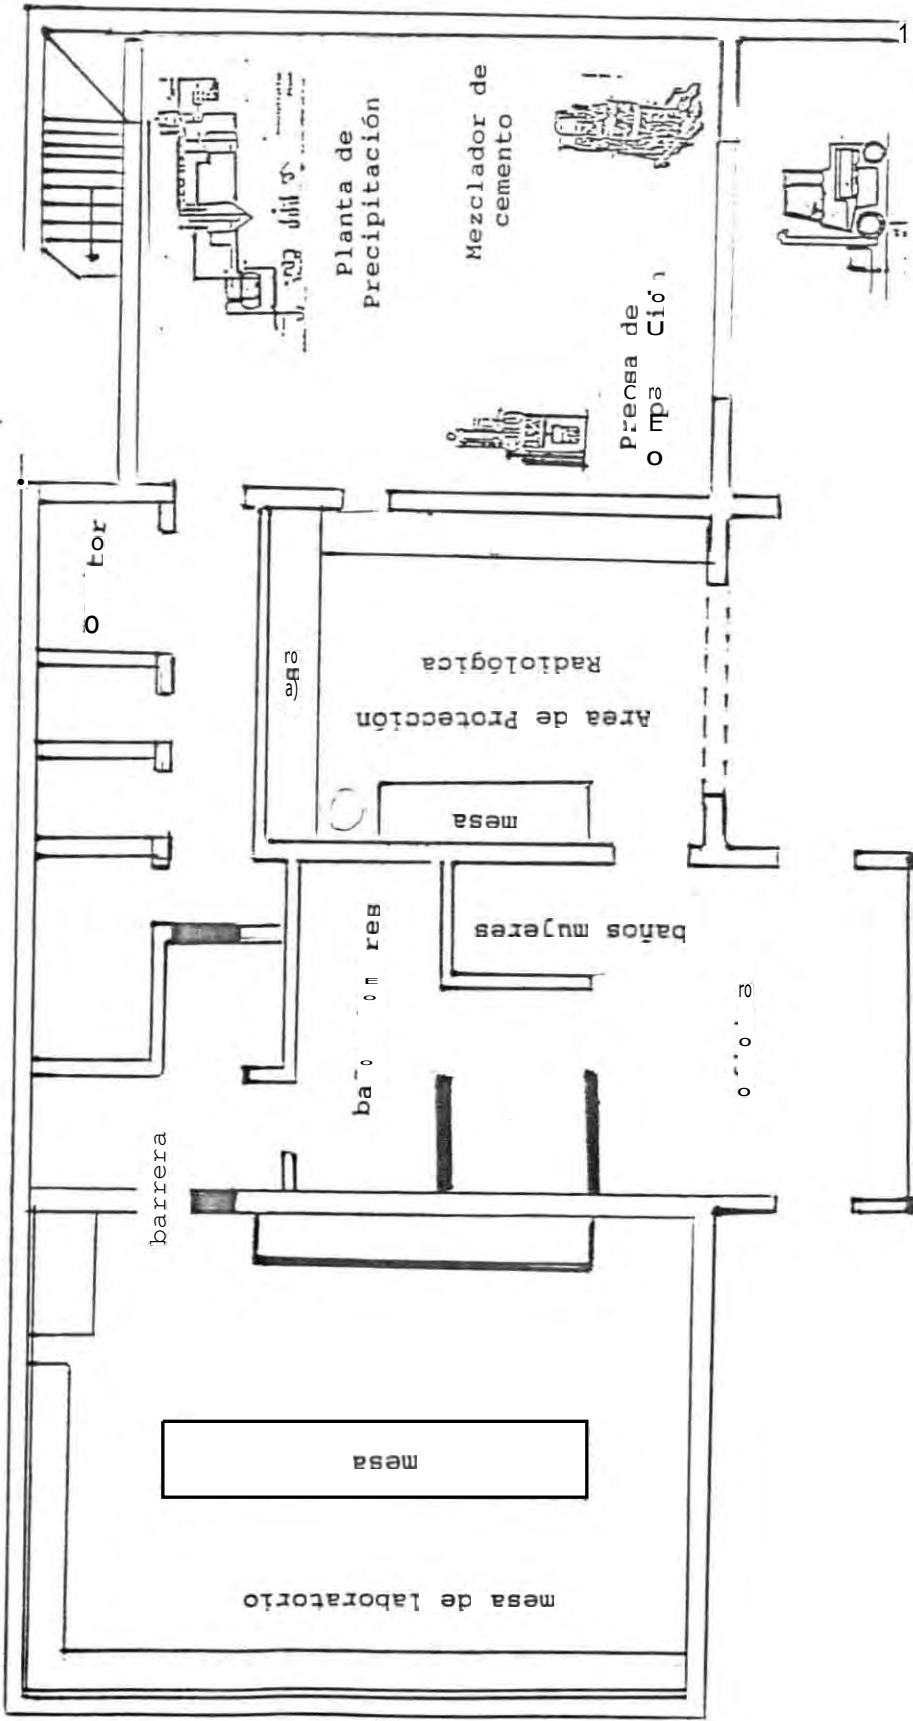 1
Planta de
Precipitación
Mezclador de
cemento
Prensa de
tor
Area de Protección
Radiológica
mesa
baños mujeres
barrera
mesa
mesa de laboratorio